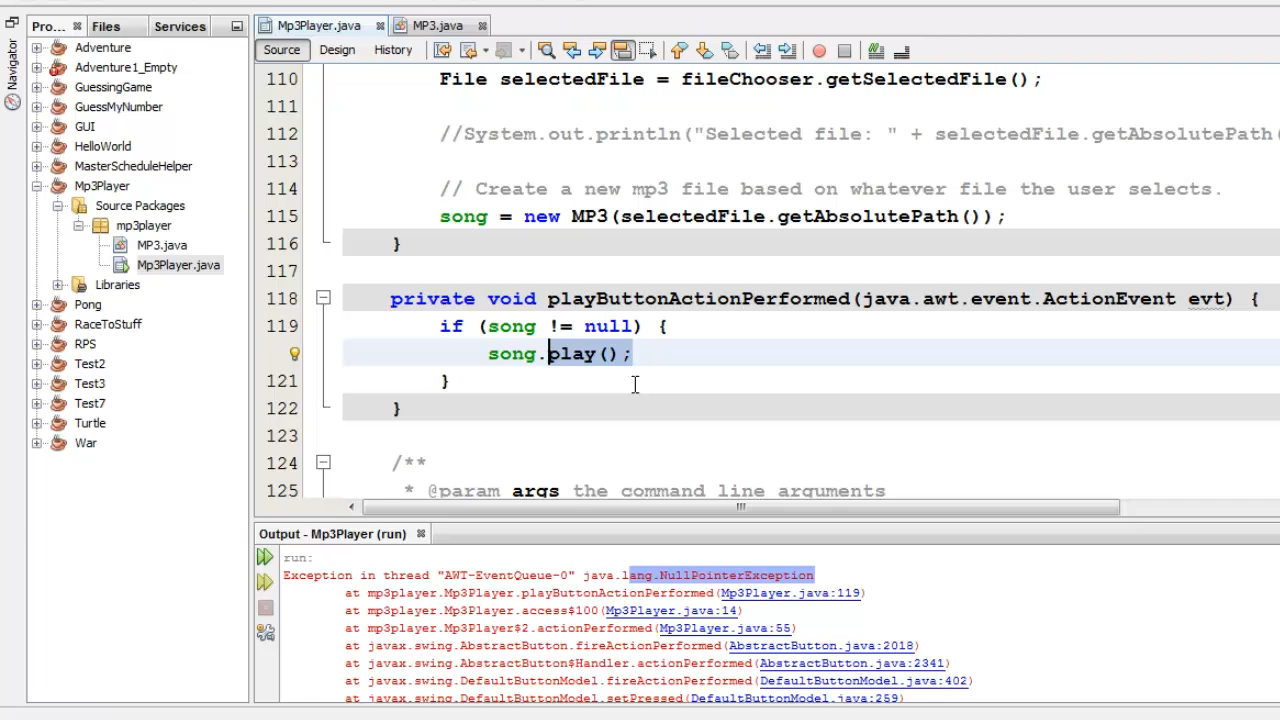 Pro...
Files
Services
Mp3Player.java
MP3.java
Navigator
Source
Design
History
Adventure
Adventure1_Empty
GuessingGame
GuessMyNumber
GUI
HelloWorld
MasterScheduleHelper
Mp3Player
Source Packages
mp3player
MP3.java
Mp3Player.java
Libraries
Pong
RaceToStuff
RPS
Test2
Test3
Test7
Turtle
War
110 File selectedFile = fileChooser.getSelectedFile();
111
112 //System.out.println("Selected file: " + selectedFile.getAbsolutePath(
113
114 // Create a new mp3 file based on whatever file the user selects.
115 song = new MP3(selectedFile.getAbsolutePath());
116 }
117
118 private void playButtonActionPerformed(java.awt.event.ActionEvent evt) {
119 if (song != null) {
song.play();
121 }
122 }
123
124 /**
125 * @param args the command line arguments
Output - Mp3Player (run)
run:
Exception in thread "AWT-EventQueue-0" java.lang.NullPointerException
at mp3player.Mp3Player.playButtonActionPerformed(Mp3Player.java:119)
at mp3player.Mp3Player.access$100(Mp3Player.java:14)
at mp3player.Mp3Player$2.actionPerformed(Mp3Player.java:55)
at javax.swing.AbstractButton.fireActionPerformed(AbstractButton.java:2018)
at javax.swing.AbstractButton$Handler.actionPerformed(AbstractButton.java:2341)
at javax.swing.DefaultButtonModel.fireActionPerformed(DefaultButtonModel.java:402)
at javax.swing.DefaultButtonModel.setPressed(DefaultButtonModel.java:259)